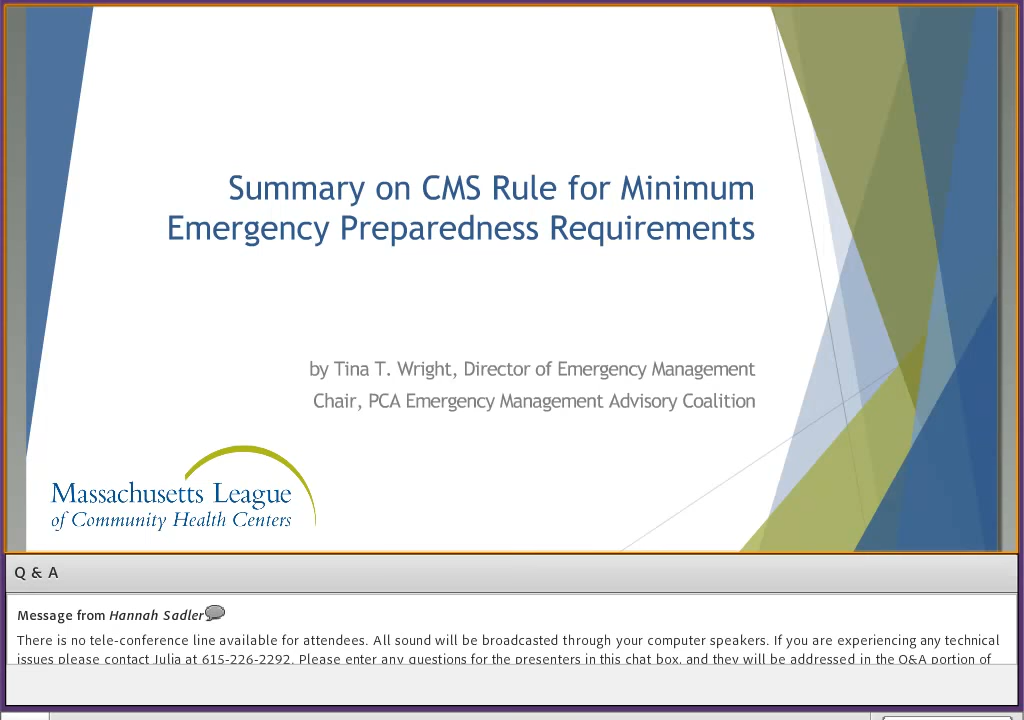 Summary on CMS Rule for Minimum
Emergency Preparedness Requirements
by Tina T. Wright, Director of Emergency Management
Chair, PCA Emergency Management Advisory Coalition
Massachusetts League
of Community Health Centers
Q & A
Message from Hannah Sadler
There is no tele-conference line available for attendees. All sound will be broadcasted through your computer speakers. If you are experiencing any technical
issues please contact Julia at 615-226-2292. Please enter any questions for the presenters in this chat box, and they will be addressed in the Q&A portion of